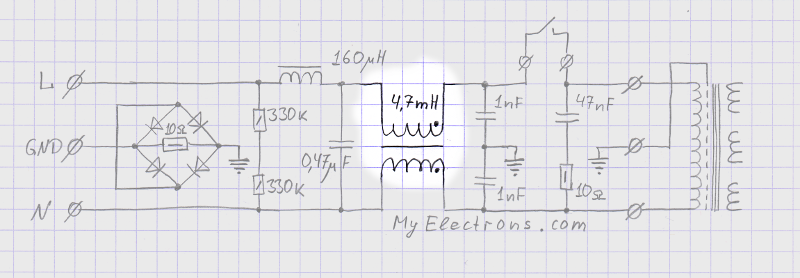 160µH
L
4,7mH
1nF
47nF
10Ω
330K
GND
0,47µF
330K
1nF
10Ω
N
MyElectrons.com